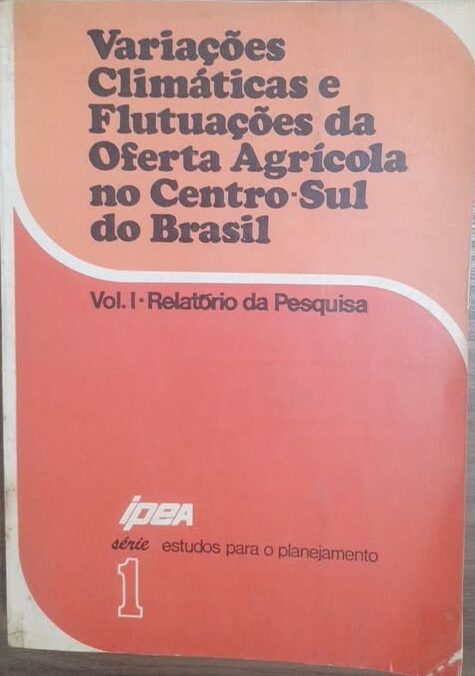 Variações
Climáticas e
Flutuações da
Oferta Agrícola
no Centro-Sul
do Brasil
Vol. I • Relatório da Pesquisa
ipeA
série estudos para o planejamento
1